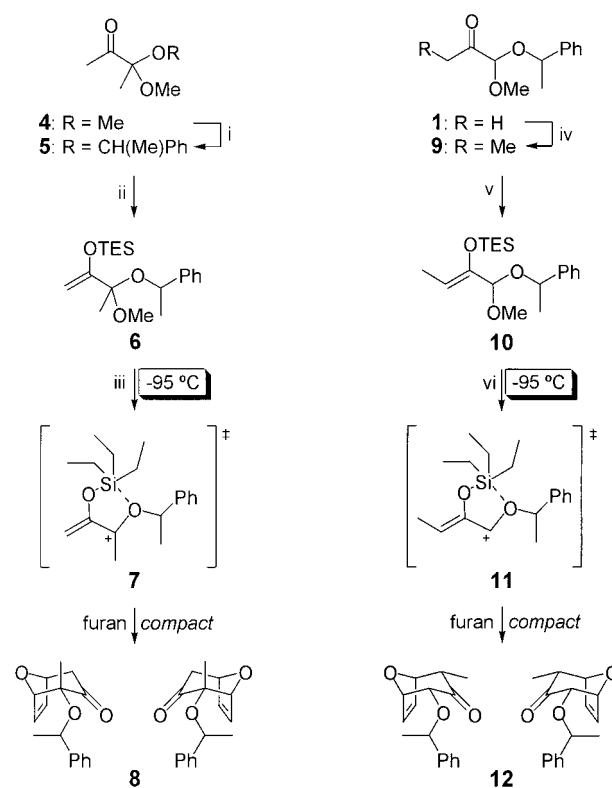 O
OR
OMe
4: R = Me
5: R = CH(Me)Ph
i
ii
OTES
O
Ph
OMe
6
iii
-95 ºC
‡
Si
O
O
Ph
+
7
furan
compact
O
O
O
Ph
O
O
O
Ph
8
O
R
O
Ph
OMe
1: R = H
9: R = Me
iv
v
OTES
O
Ph
OMe
10
vi
-95 ºC
‡
Si
O
O
Ph
+
11
furan
compact
O
O
O
Ph
O
O
O
Ph
12